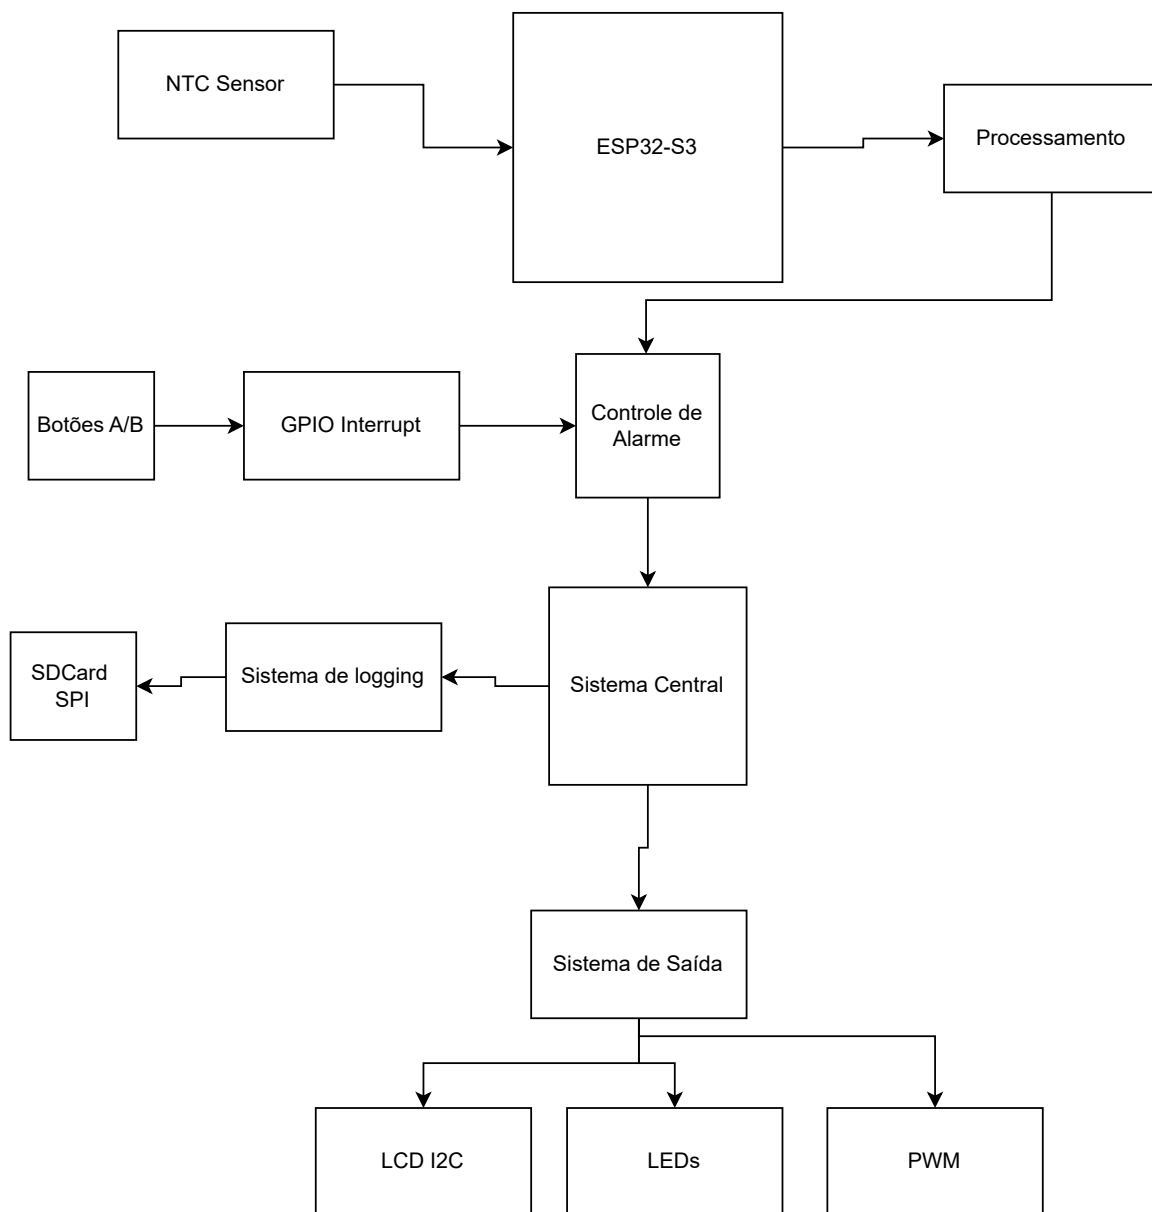 NTC Sensor
ESP32-S3
Processamento
Botões A/B
GPIO Interrupt
Controle de
Alarme
SDCard
SPI
Sistema de logging
Sistema Central
Sistema de Saída
LCD I2C
LEDs
PWM